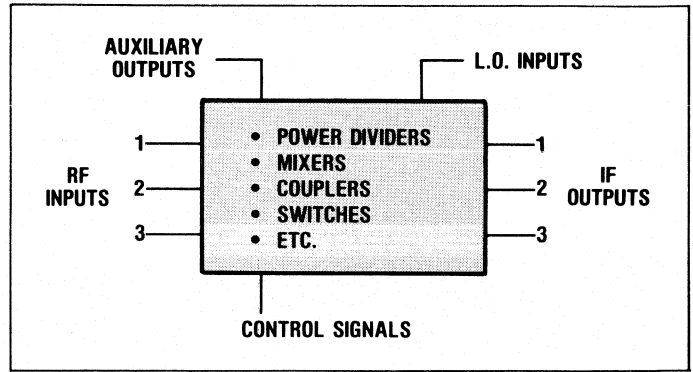 AUXILIARY
OUTPUTS
L.O. INPUTS
• POWER DIVIDERS
• MIXERS
• COUPLERS
• SWITCHES
• ETC.
RF
INPUTS
1
2
3
1
2
3
IF
OUTPUTS
CONTROL SIGNALS